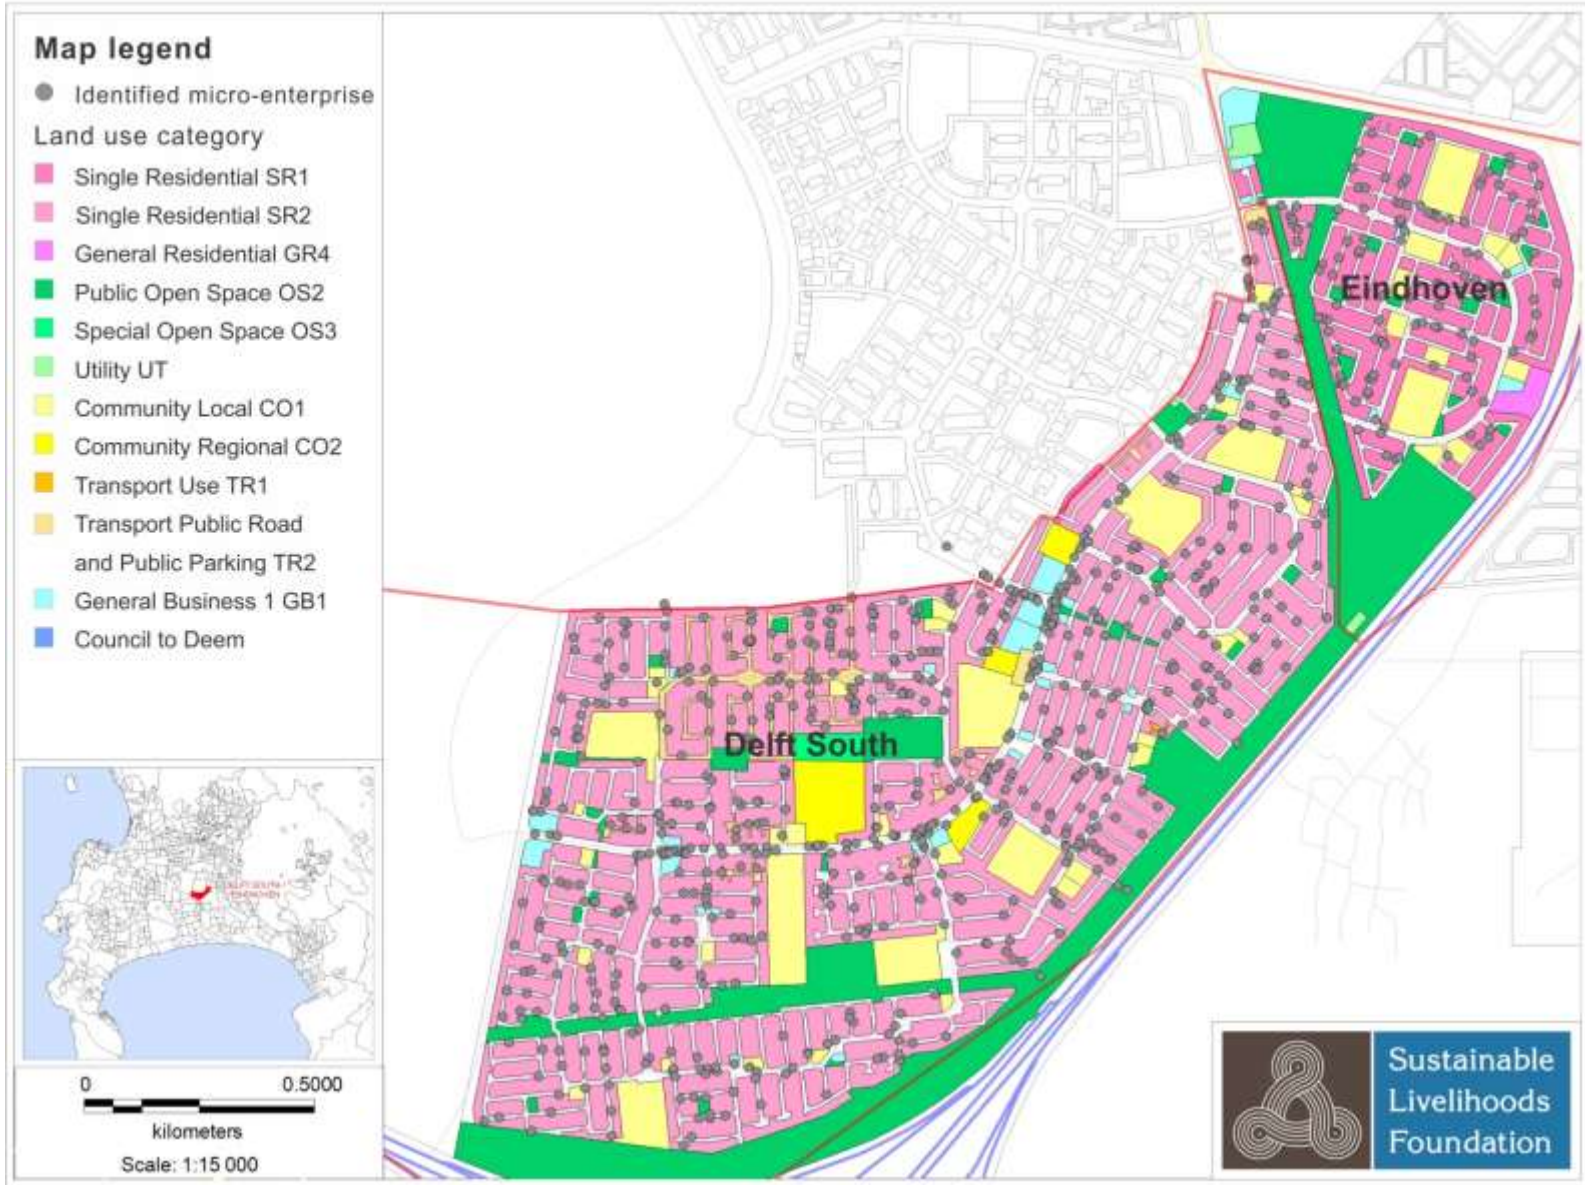 Map legend
Identified micro-enterprise
Land use category
Single Residential SR1
Single Residential SR2
General Residential GR4
Public Open Space OS2
Special Open Space OS3
Utility UT
Community Local CO1
Community Regional CO2
Transport Use TR1
Transport Public Road
and Public Parking TR2
General Business 1 GB1
Council to Deem
Eindhoven
Delft South
0 0.5000
kilometers
Scale: 1:15 000
Sustainable
Livelihoods
Foundation